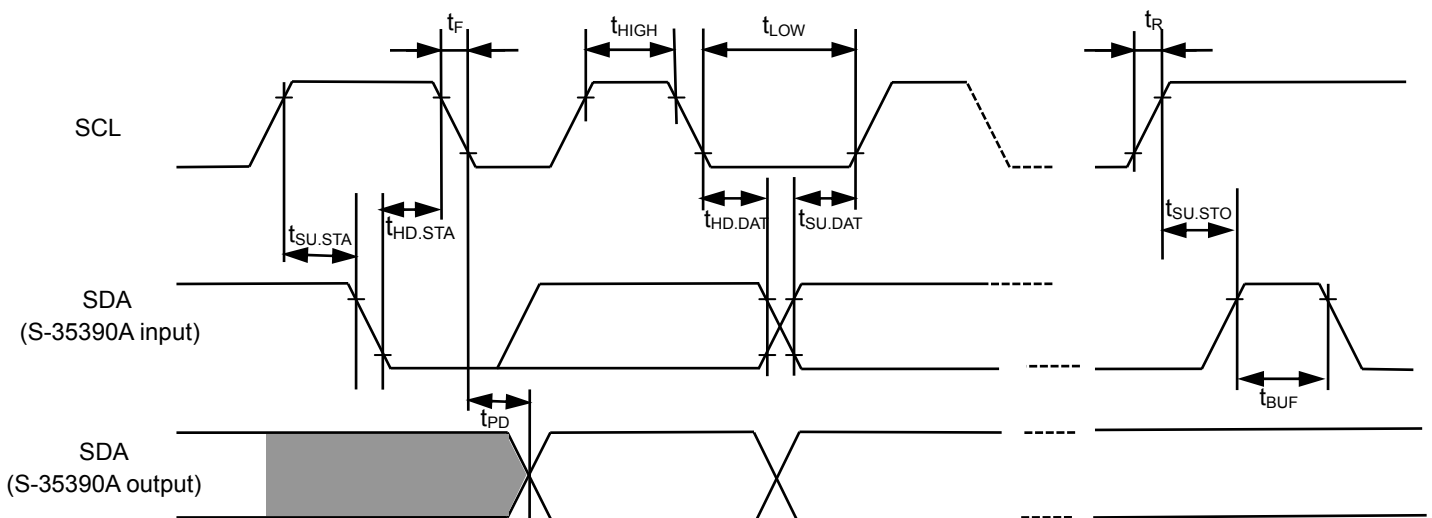 tF
tHIGH
tLOW
tR
SCL
tSU.STA
tHD.STA
tHD.DAT
tSU.DAT
tSU.STO
SDA
(S-35390A input)
tBUF
tPD
SDA
(S-35390A output)